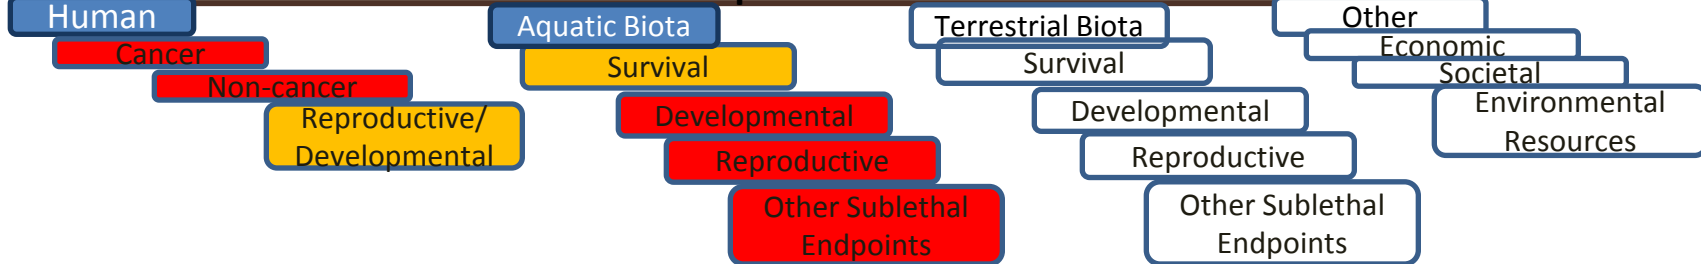 Human
Cancer
Non-cancer
Reproductive/
Developmental
Aquatic Biota
Survival
Developmental
Reproductive
Other Sublethal
Endpoints
Terrestrial Biota
Survival
Developmental
Reproductive
Other Sublethal
Endpoints
Other
Economic
Societal
Environmental
Resources